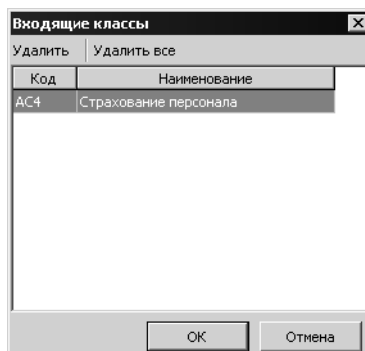 Входящие классы
Удалить Удалить все
Код Наименование
АС4 Страхование персонала
ОК Отмена